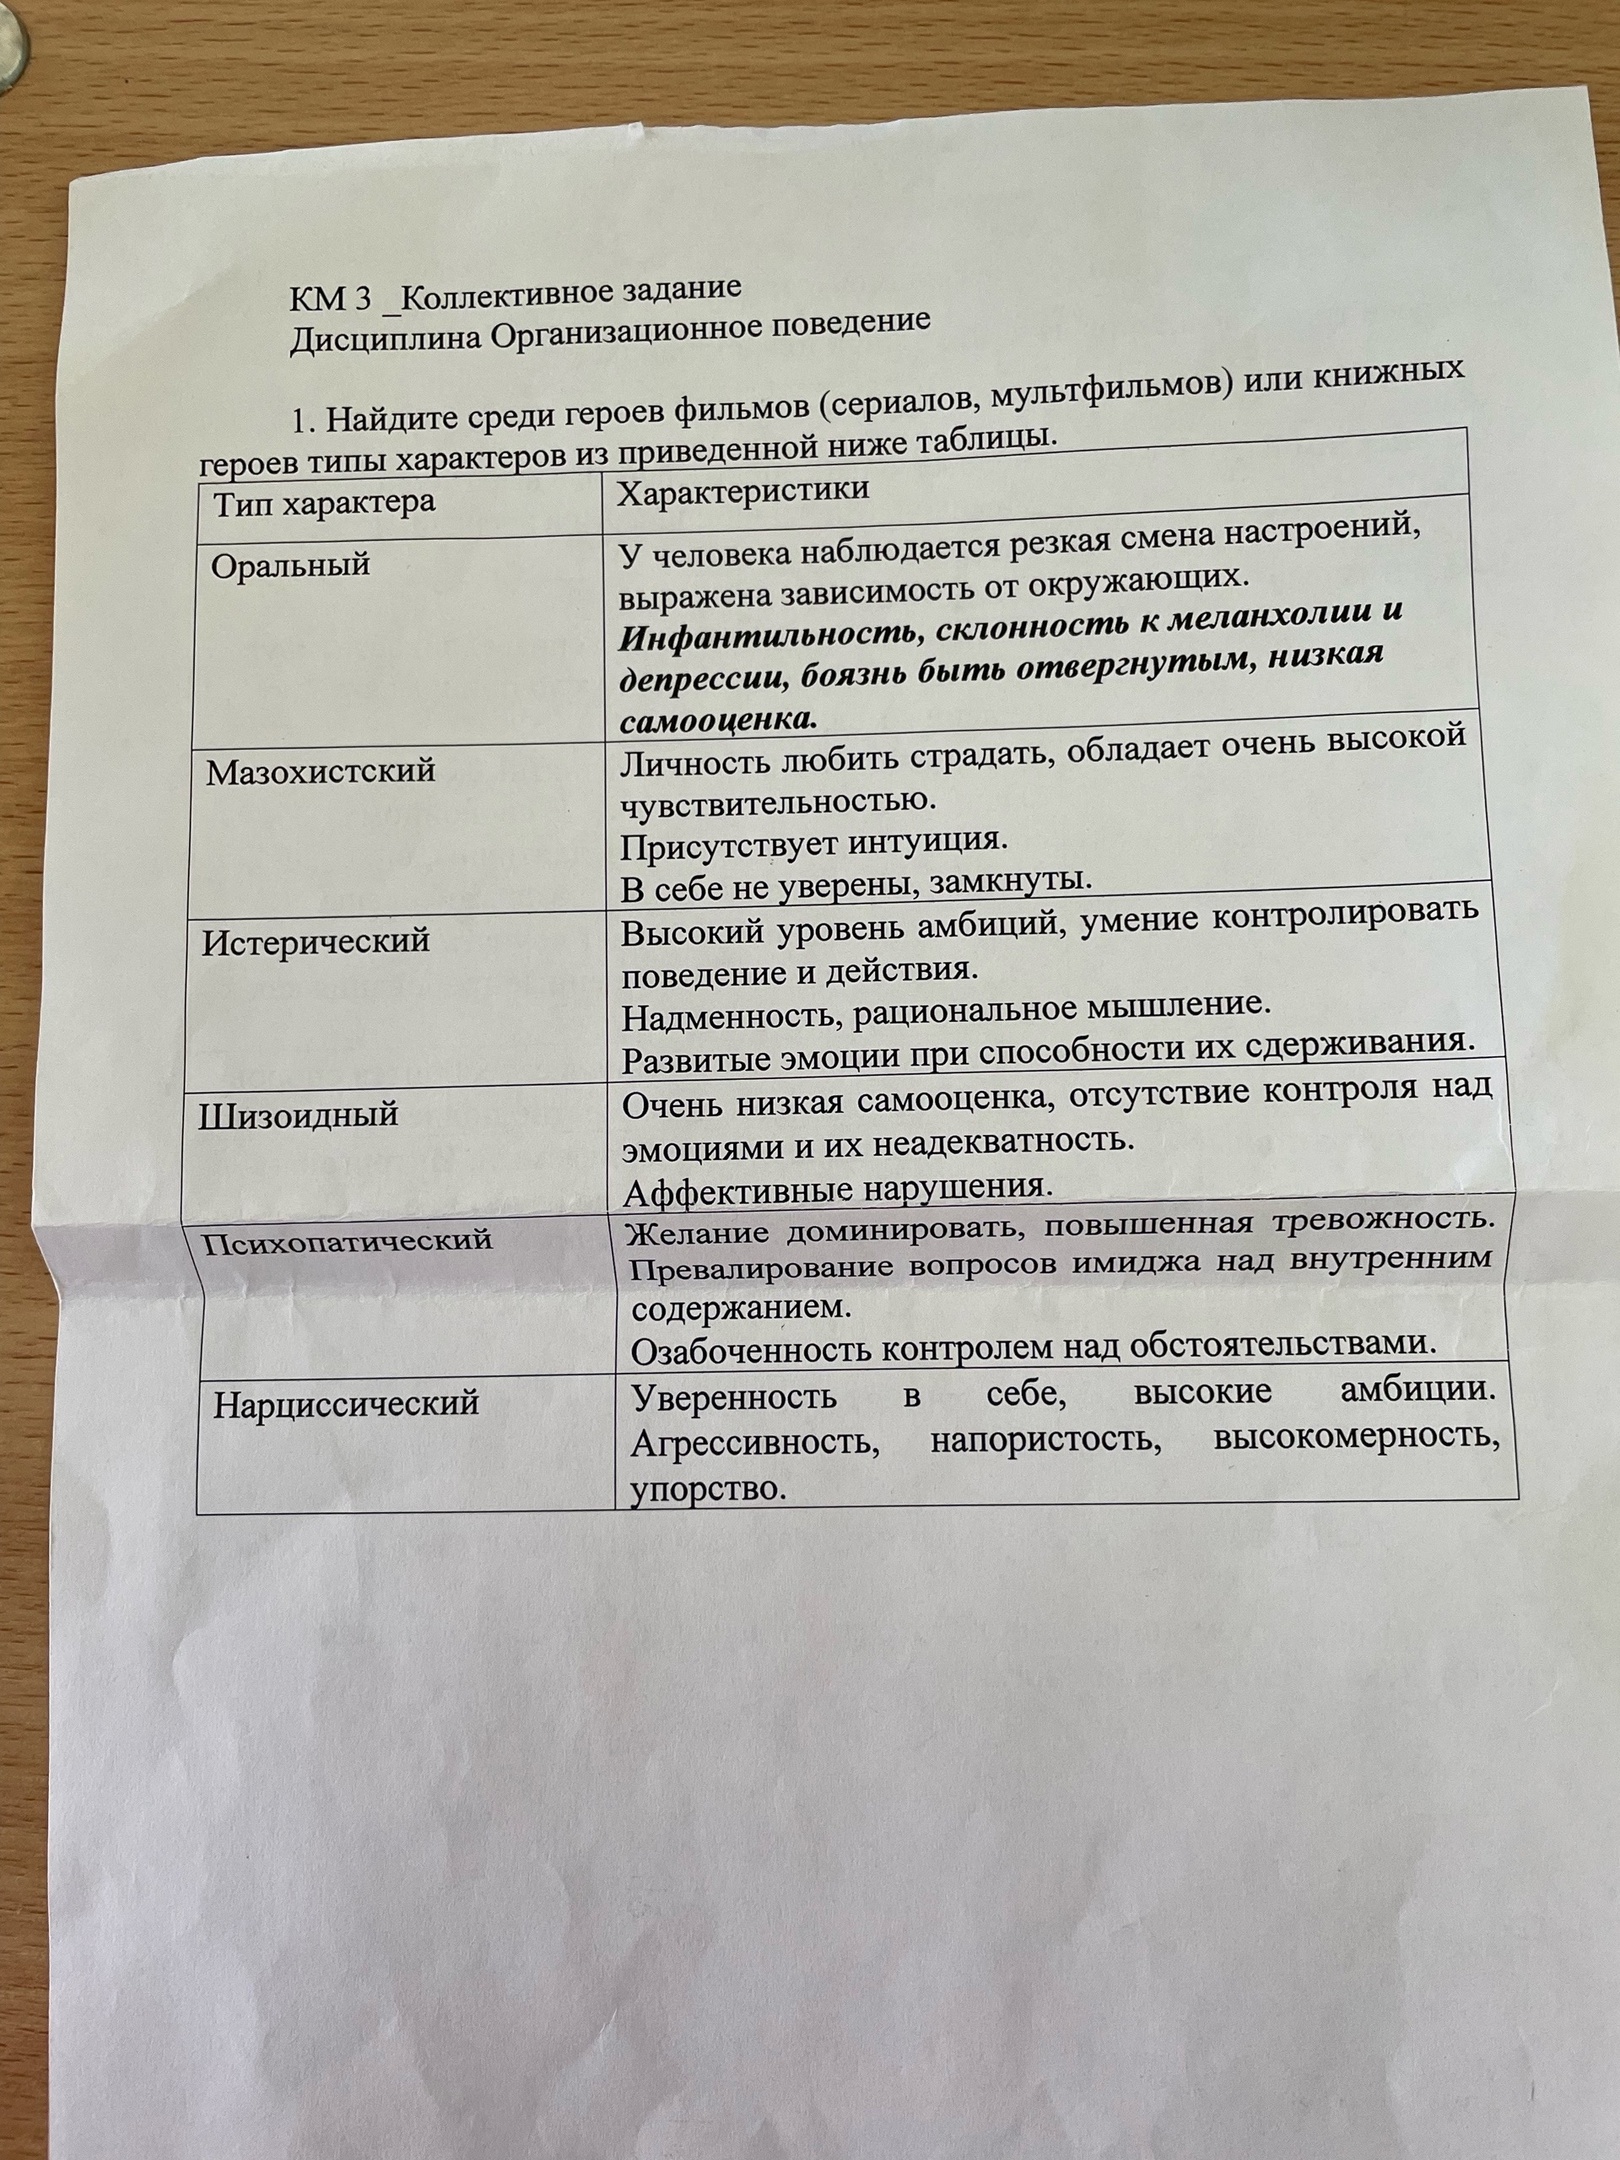 КМ 3 _Коллективное задание
Дисциплина Организационное поведение
1. Найдите среди героев фильмов (сериалов, мультфильмов) или книжных
героев типы характеров из приведенной ниже таблицы.
Тип характера
Характеристики
Оральный
У человека наблюдается резкая смена настроений,
выражена зависимость от окружающих.
Инфантильность, склонность к меланхолии и
депрессии, боязнь быть отвергнутым, низкая
самооценка.
Мазохистский
Личность любить страдать, обладает очень высокой
чувствительностью.
Присутствует интуиция.
В себе не уверены, замкнуты.
Истерический
Высокий уровень амбиций, умение контролировать
поведение и действия.
Надменность, рациональное мышление.
Развитые эмоции при способности их сдерживания.
Шизоидный
Очень низкая самооценка, отсутствие контроля над
эмоциями и их неадекватность.
Аффективные нарушения.
Психопатический
Желание доминировать, повышенная тревожность.
Превалирование вопросов имиджа над внутренним
содержанием.
Озабоченность контролем над обстоятельствами.
Нарциссический
Уверенность в себе, высокие амбиции.
Агрессивность, напористость, высокомерность,
упорство.